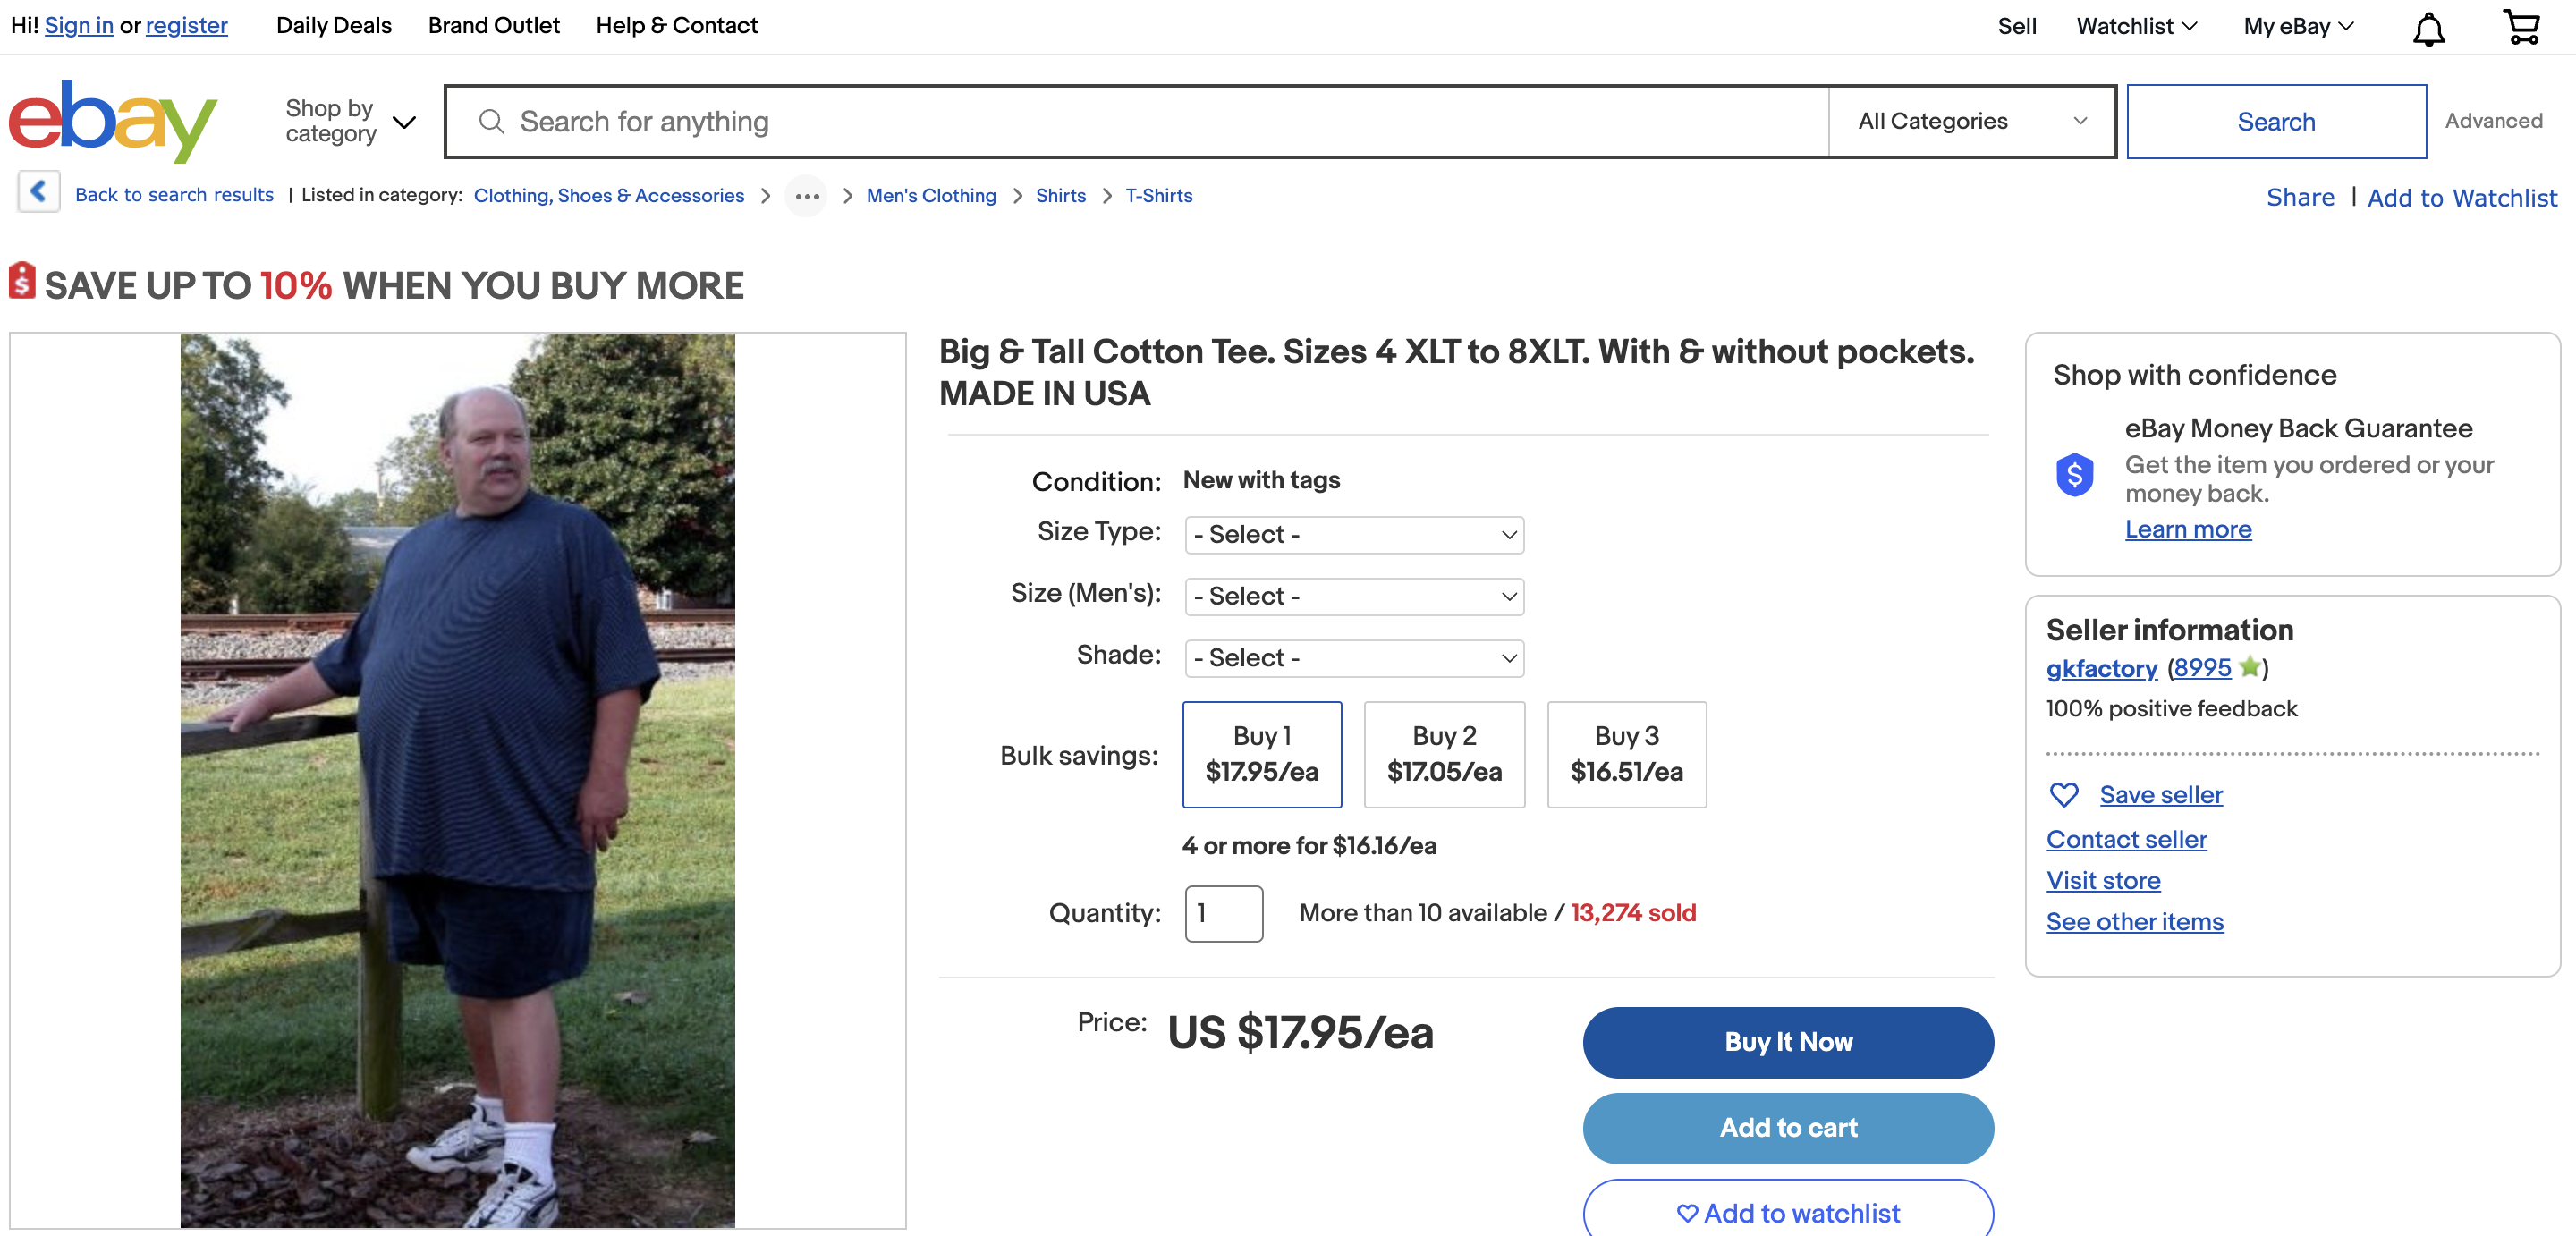 Hi! Sign in or register
Daily Deals
Brand Outlet
Help & Contact
Sell
Watchlist
My eBay
ebay
Shop by
category
Search for anything
All Categories
Search
Advanced
Back to search results | Listed in category: Clothing, Shoes & Accessories > ••• > Men's Clothing > Shirts > T-Shirts
Share | Add to Watchlist
$ SAVE UP TO 10% WHEN YOU BUY MORE
Big & Tall Cotton Tee. Sizes 4 XLT to 8XLT. With & without pockets.
MADE IN USA
Condition: New with tags
Size Type: - Select -
Size (Men's): - Select -
Shade: - Select -
Bulk savings:
Buy 1
$17.95/ea
Buy 2
$17.05/ea
Buy 3
$16.51/ea
4 or more for $16.16/ea
Quantity: 1 More than 10 available / 13,274 sold
Price: US $17.95/ea
Buy It Now
Add to cart
Add to watchlist
Shop with confidence
eBay Money Back Guarantee
$ Get the item you ordered or your
money back.
Learn more
Seller information
gkfactory (8995)
100% positive feedback
Save seller
Contact seller
Visit store
See other items